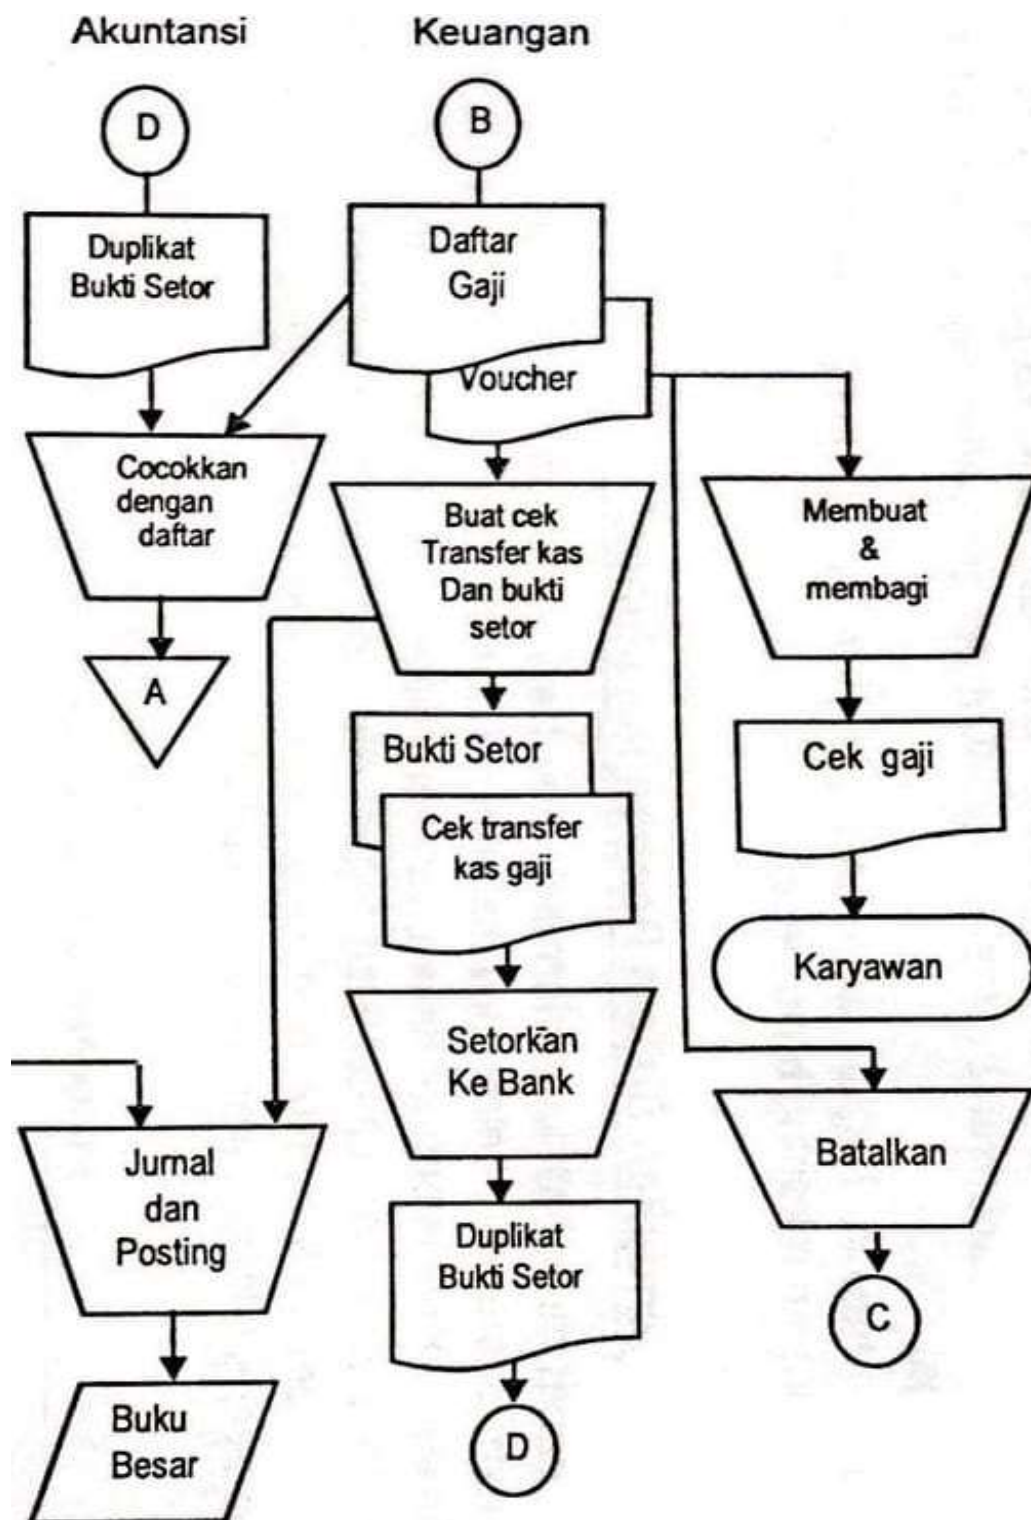 Akuntansi
Keuangan
D
B
Duplikat
Bukti Setor
Daftar
Gaji
Voucher
Cocokkan
dengan
daftar
Buat cek
Transfer kas
Dan bukti
setor
Membuat
&
membagi
A
Bukti Setor
Cek transfer
kas gaji
Cek gaji
Karyawan
Setorkan
Ke Bank
Jurnal
dan
Posting
Batalkan
Duplikat
Bukti Setor
C
Buku
Besar
D